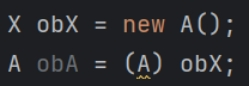 X obX = new A();
A obA = (A) obX;